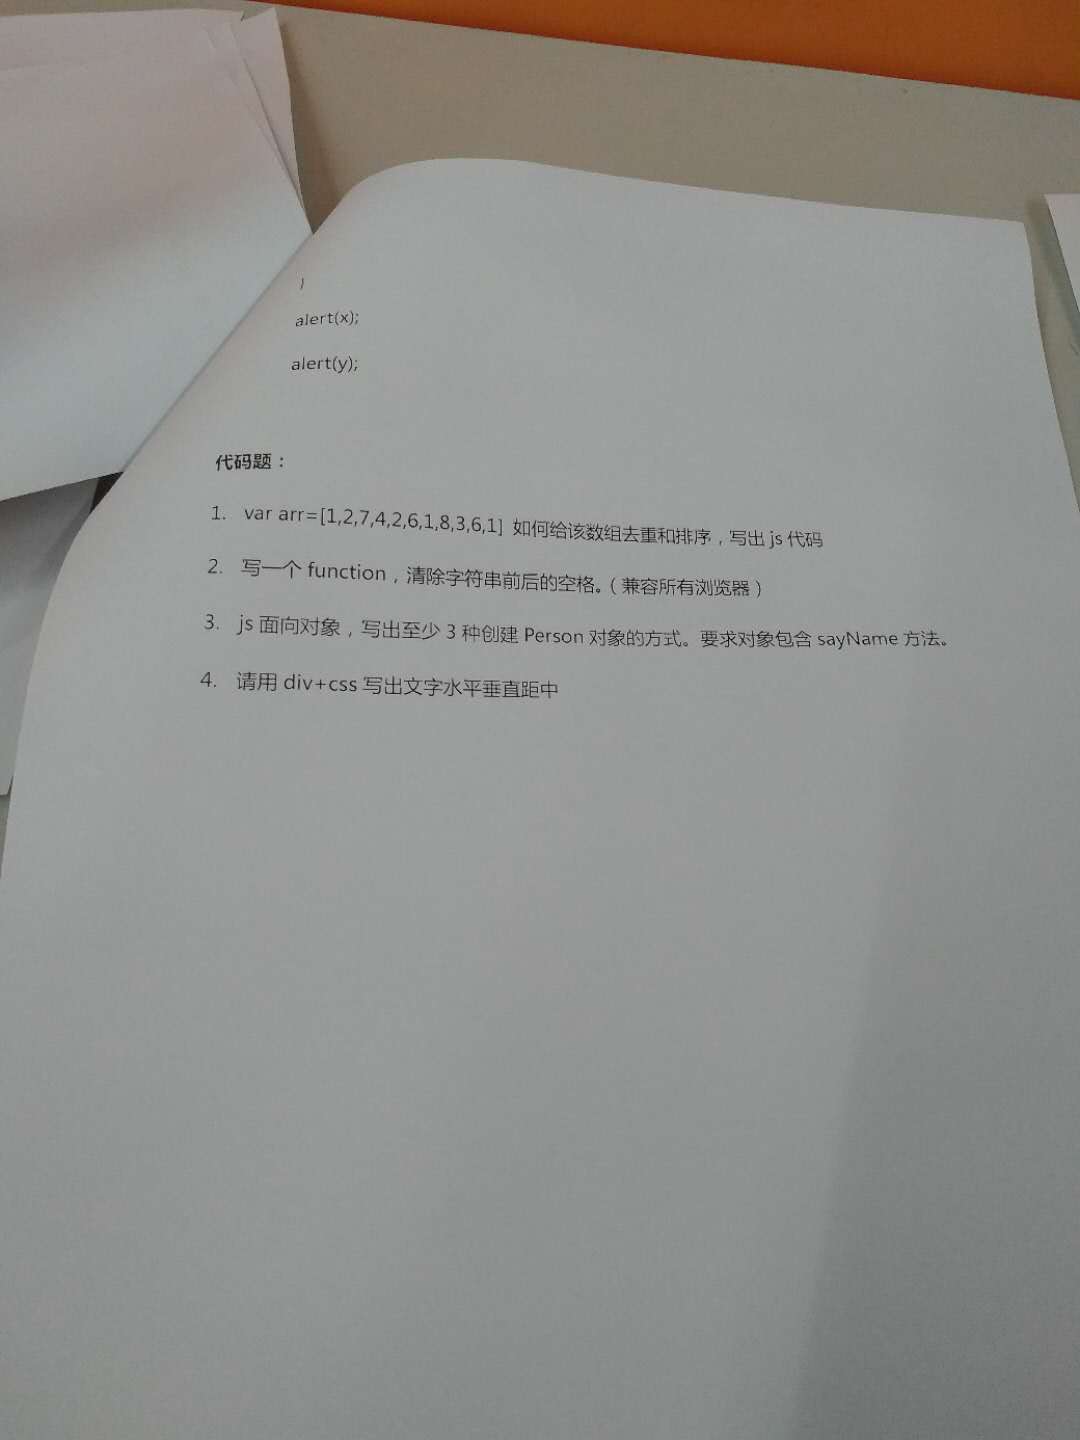 }
alert(x);
alert(y);
代码题：
1. var arr=[1,2,7,4,2,6,1,8,3,6,1] 如何给该数组去重和排序，写出 js 代码
2. 写一个 function，清除字符串前后的空格。（兼容所有浏览器）
3. js 面向对象，写出至少 3 种创建 Person 对象的方式。要求对象包含 sayName 方法。
4. 请用 div+css 写出文字水平垂直距中